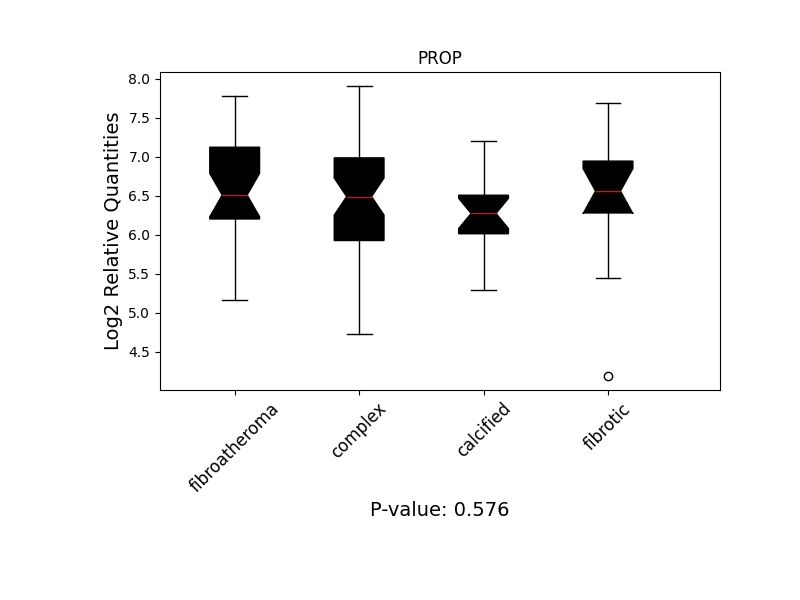 PROP
Log2 Relative Quantities
8.0
7.5
7.0
6.5
6.0
5.5
5.0
4.5
fibroatheroma
complex
calcified
fibrotic
P-value: 0.576